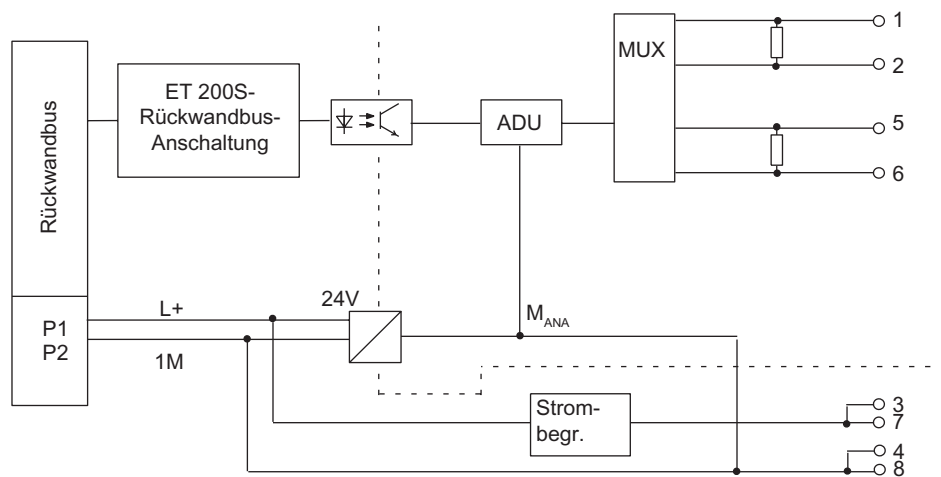 1
MUX
2
ET 200S-
Rückwandbus-
Anschaltung
ADU
5
6
Rückwandbus
24V
L+
M ANA
P1
P2
1M
Strom-
begr.
3
7
4
8